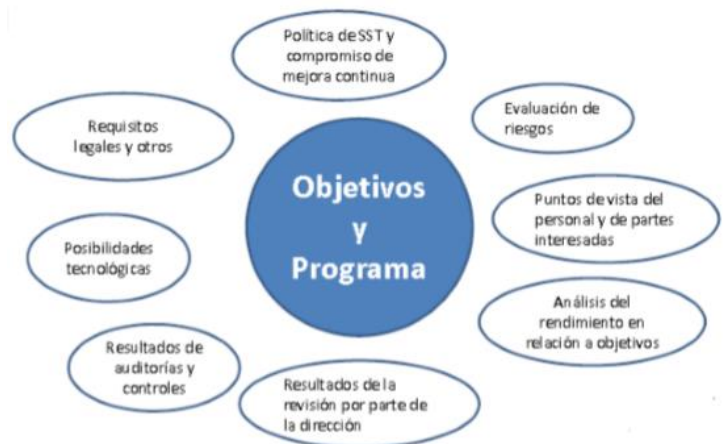 Política de SST y
compromiso de
mejora continua
Evaluación de
riesgos
Requisitos
legales y otros
Objetivos
y
Programa
Puntos de vista del
personal y de partes
interesadas
Posibilidades
tecnológicas
Análisis del
rendimiento en
relación a objetivos
Resultados de
auditorías y
controles
Resultados de la
revisión por parte de
la dirección